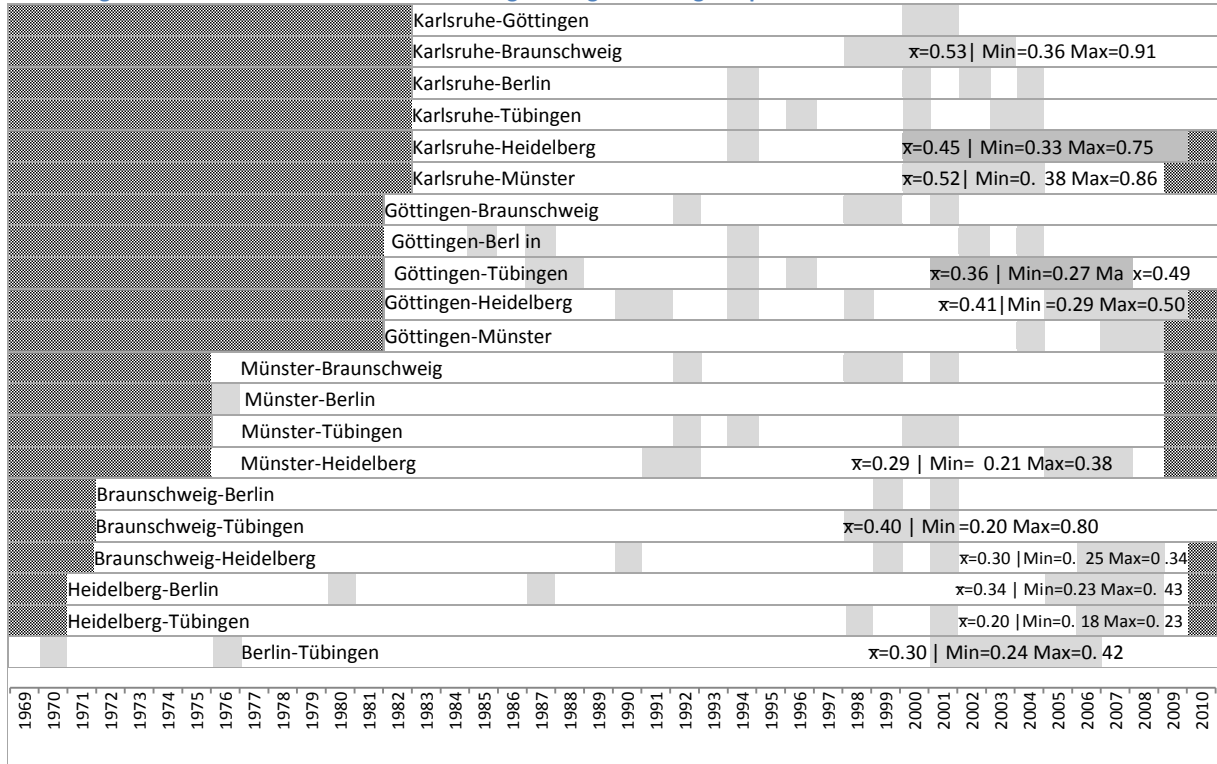 Karlsruhe-Göttingen
Karlsruhe-Braunschweig x̅=0.53| Min=0.36 Max=0.91
Karlsruhe-Berlin
Karlsruhe-Tübingen
Karlsruhe-Heidelberg x̅=0.45 | Min=0.33 Max=0.75
Karlsruhe-Münster x̅=0.52| Min=0. 38 Max=0.86
Göttingen-Braunschweig
Göttingen-Berl in
Göttingen-Tübingen x̅=0.36 | Min=0.27 Ma x=0.49
Göttingen-Heidelberg x̅=0.41|Min =0.29 Max=0.50
Göttingen-Münster
Münster-Braunschweig
Münster-Berlin
Münster-Tübingen
Münster-Heidelberg x̅=0.29 | Min= 0.21 Max=0.38
Braunschweig-Berlin
Braunschweig-Tübingen x̅=0.40 | Min =0.20 Max=0.80
Braunschweig-Heidelberg x̅=0.30 |Min=0. 25 Max=0 .34
Heidelberg-Berlin x̅=0.34 | Min=0.23 Max=0. 43
Heidelberg-Tübingen x̅=0.20 |Min=0. 18 Max=0. 23
Berlin-Tübingen x̅=0.30 | Min=0.24 Max=0. 42
1969 1970 1971 1972 1973 1974 1975 1976 1977 1978 1979 1980 1981 1982 1983 1984 1985 1986 1987 1988 1989 1990 1991 1992 1993 1994 1995 1996 1997 1998 1999 2000 2001 2002 2003 2004 2005 2006 2007 2008 2009 2010